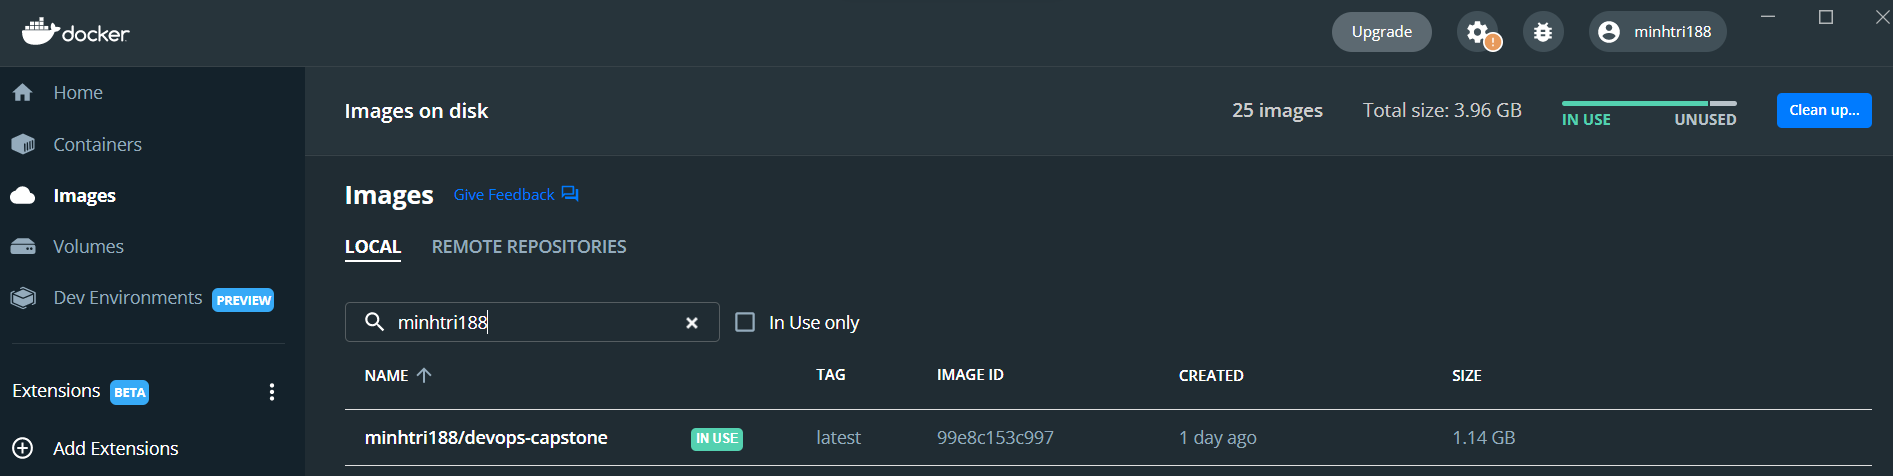 docker
Upgrade
!
minhtri188
Home
Containers
Images
Volumes
Dev Environments PREVIEW
Extensions BETA
Add Extensions
Images on disk
25 images
Total size: 3.96 GB
IN USE UNUSED
Clean up...
Images Give Feedback
LOCAL REMOTE REPOSITORIES
minhtri188
In Use only
NAME TAG IMAGE ID CREATED SIZE
minhtri188/devops-capstone IN USE latest 99e8c153c997 1 day ago 1.14 GB